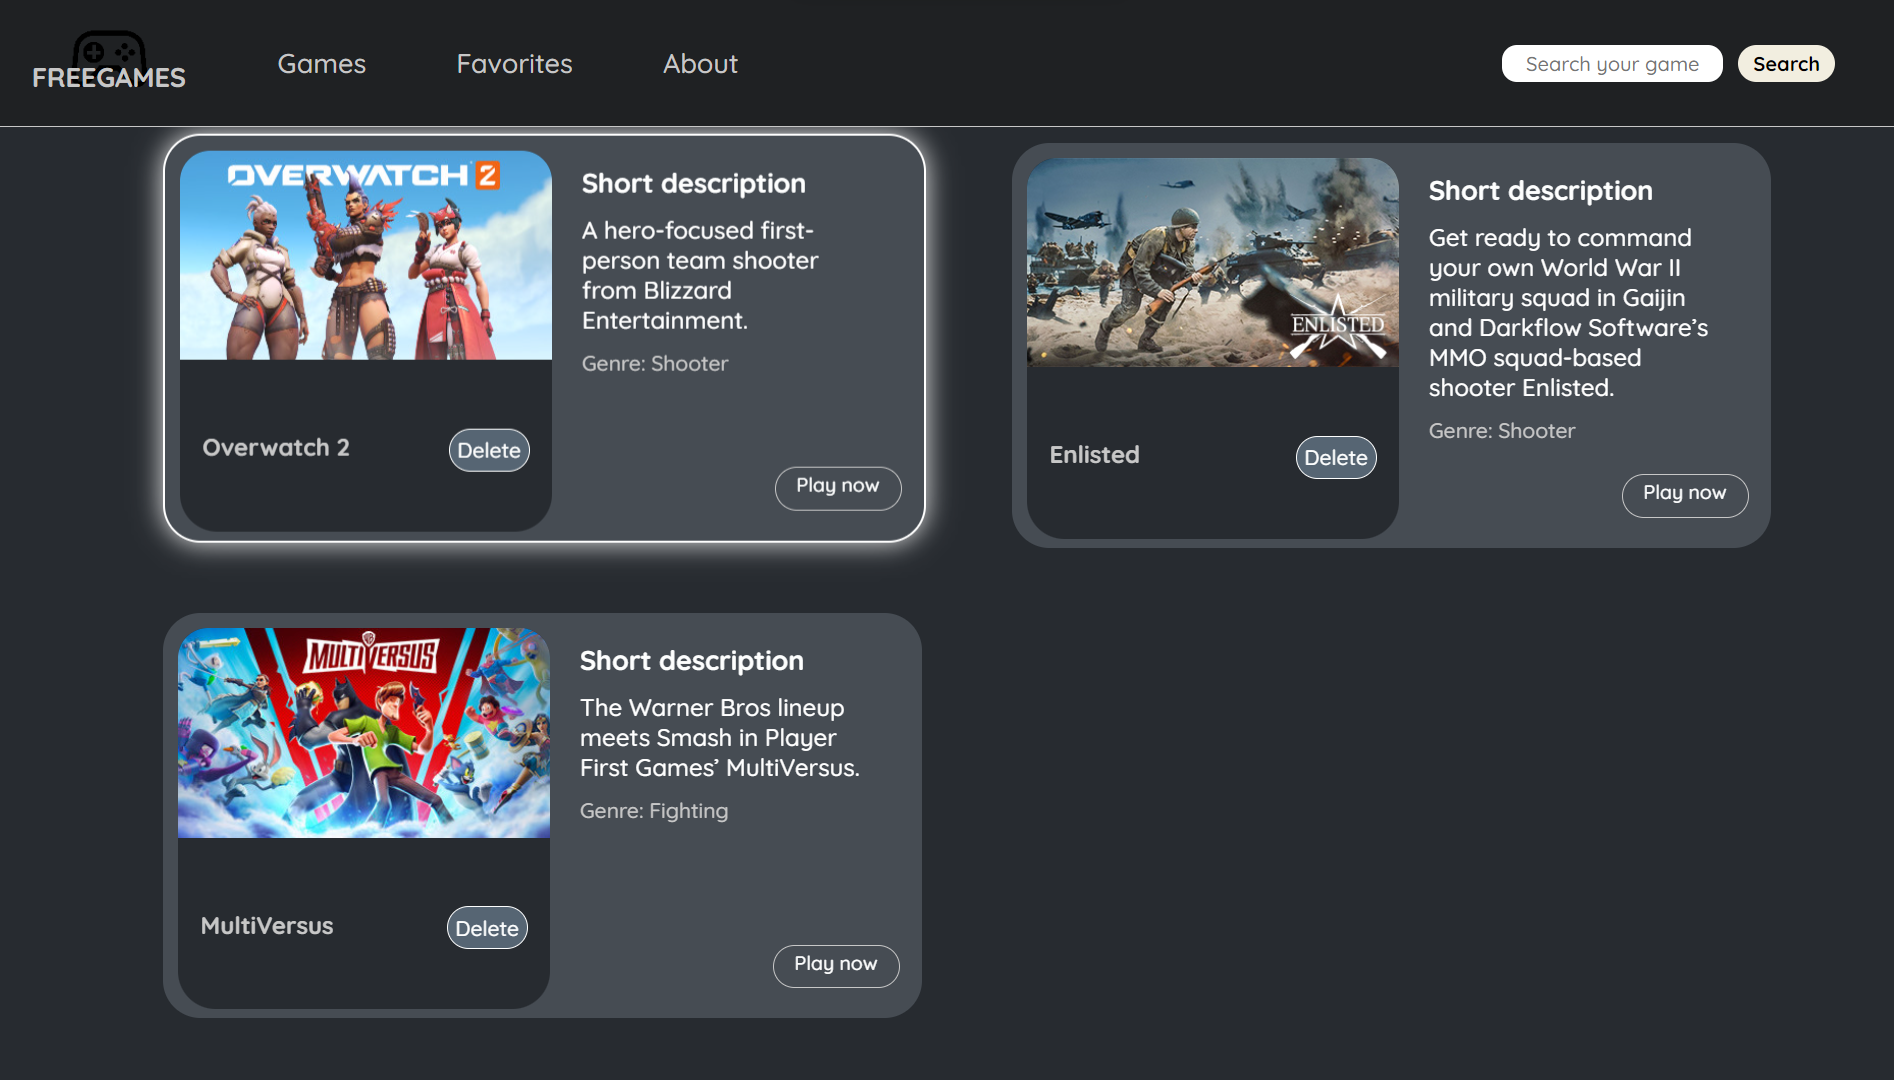 FREEGAMES
Games
Favorites
About
Search your game
Search
OVERWATCH 2
Overwatch 2
Delete
Short description
A hero-focused first-
person team shooter
from Blizzard
Entertainment.
Genre: Shooter
Play now
ENLISTED
Enlisted
Delete
Short description
Get ready to command
your own World War II
military squad in Gaijin
and Darkflow Software’s
MMO squad-based
shooter Enlisted.
Genre: Shooter
Play now
MULTIVERSUS
MultiVersus
Delete
Short description
The Warner Bros lineup
meets Smash in Player
First Games’ MultiVersus.
Genre: Fighting
Play now